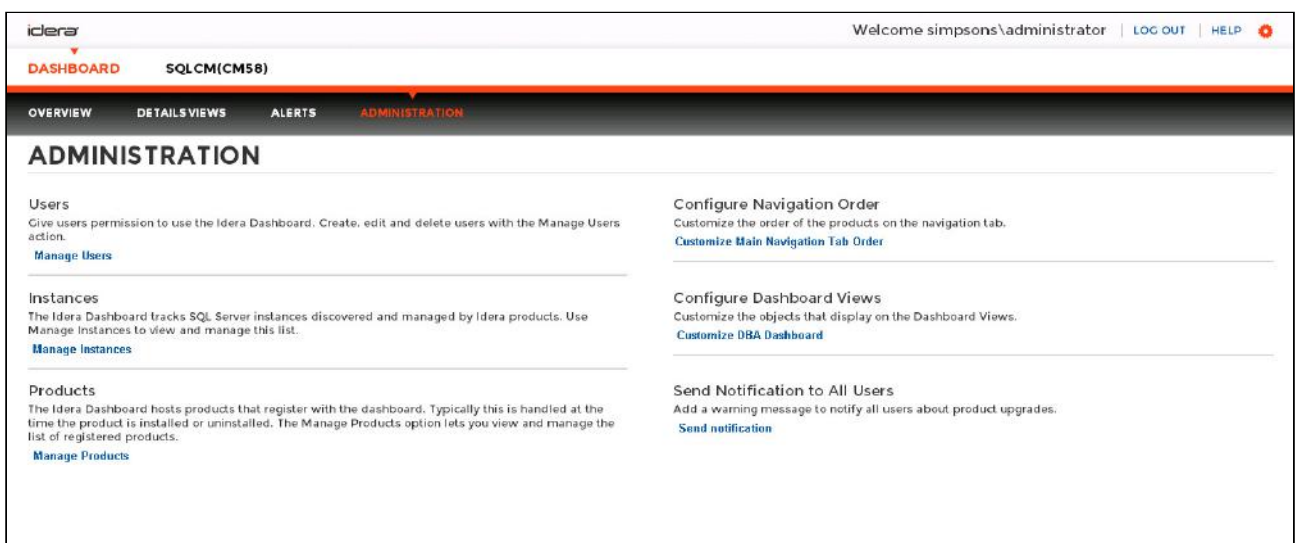 idera
Welcome simpsons\administrator | LOG OUT | HELP
DASHBOARD SQLCM(CM58)
OVERVIEW DETAILS VIEWS ALERTS ADMINISTRATION
ADMINISTRATION
Users
Give users permission to use the Idera Dashboard. Create, edit and delete users with the Manage Users
action.
Manage Users
Instances
The Idera Dashboard tracks SQL Server instances discovered and managed by Idera products. Use
Manage Instances to view and manage this list.
Manage Instances
Products
The Idera Dashboard hosts products that register with the dashboard. Typically this is handled at the
time the product is installed or uninstalled. The Manage Products option lets you view and manage the
list of registered products.
Manage Products
Configure Navigation Order
Customize the order of the products on the navigation tab.
Customize Main Navigation Tab Order
Configure Dashboard Views
Customize the objects that display on the Dashboard Views.
Customize DBA Dashboard
Send Notification to All Users
Add a warning message to notify all users about product upgrades.
Send notification